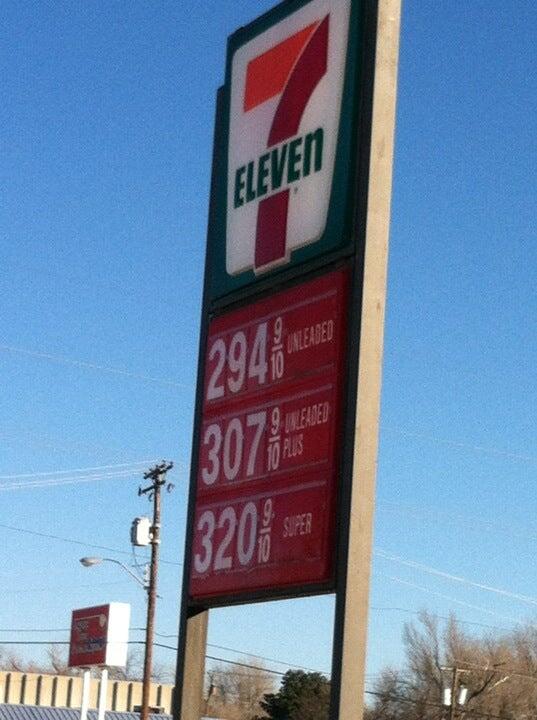 7
ELEVEn
294 9/10 UNLEADED
307 9/10 UNLEADED PLUS
320 9/10 SUPER